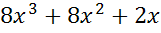 8x³ + 8x² + 2x